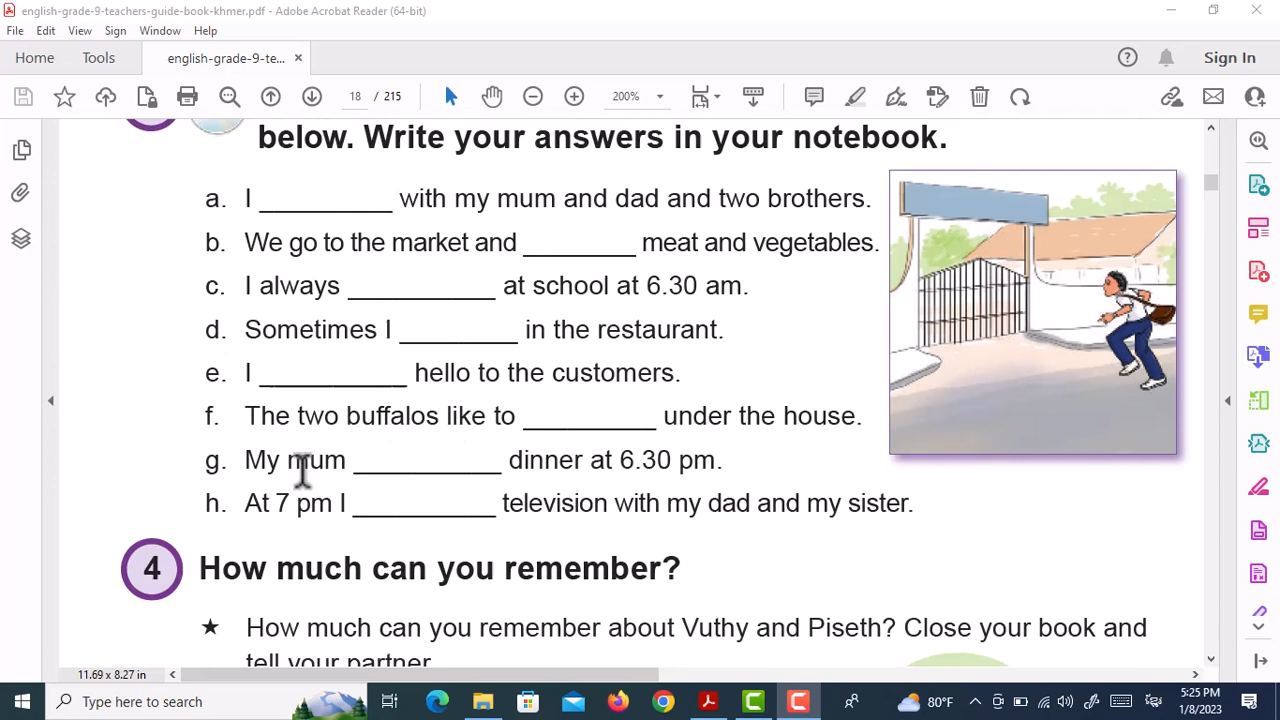 english-grade-9-teachers-guide-book-khmer.pdf - Adobe Acrobat Reader (64-bit)
File Edit View Sign Window Help
Home Tools english-grade-9-te... × Sign In
18 / 215 200%
below. Write your answers in your notebook.
a. I _________ with my mum and dad and two brothers.
b. We go to the market and ________ meat and vegetables.
c. I always __________ at school at 6.30 am.
d. Sometimes I ________ in the restaurant.
e. I __________ hello to the customers.
f. The two buffalos like to _________ under the house.
g. My mum __________ dinner at 6.30 pm.
h. At 7 pm I __________ television with my dad and my sister.
4 How much can you remember?
★ How much can you remember about Vuthy and Piseth? Close your book and
tell your partner
11.69 x 8.27 in
Type here to search
80°F
5:25 PM
1/8/2023